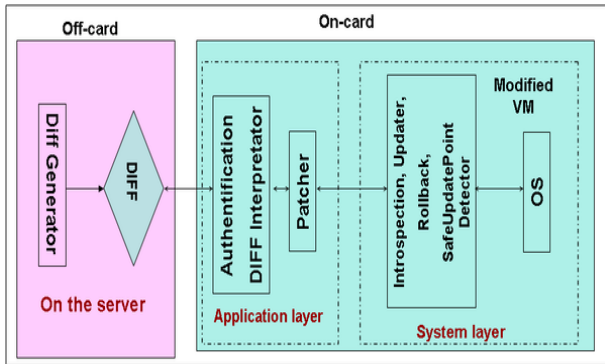 Off-card
On-card
Diff Generator
DIFF
On the server
Authentification
DIFF Interpretator
Patcher
Application layer
Introspection, Updater,
Rollback,
SafeUpdatePoint
Detector
Modified
VM
OS
System layer